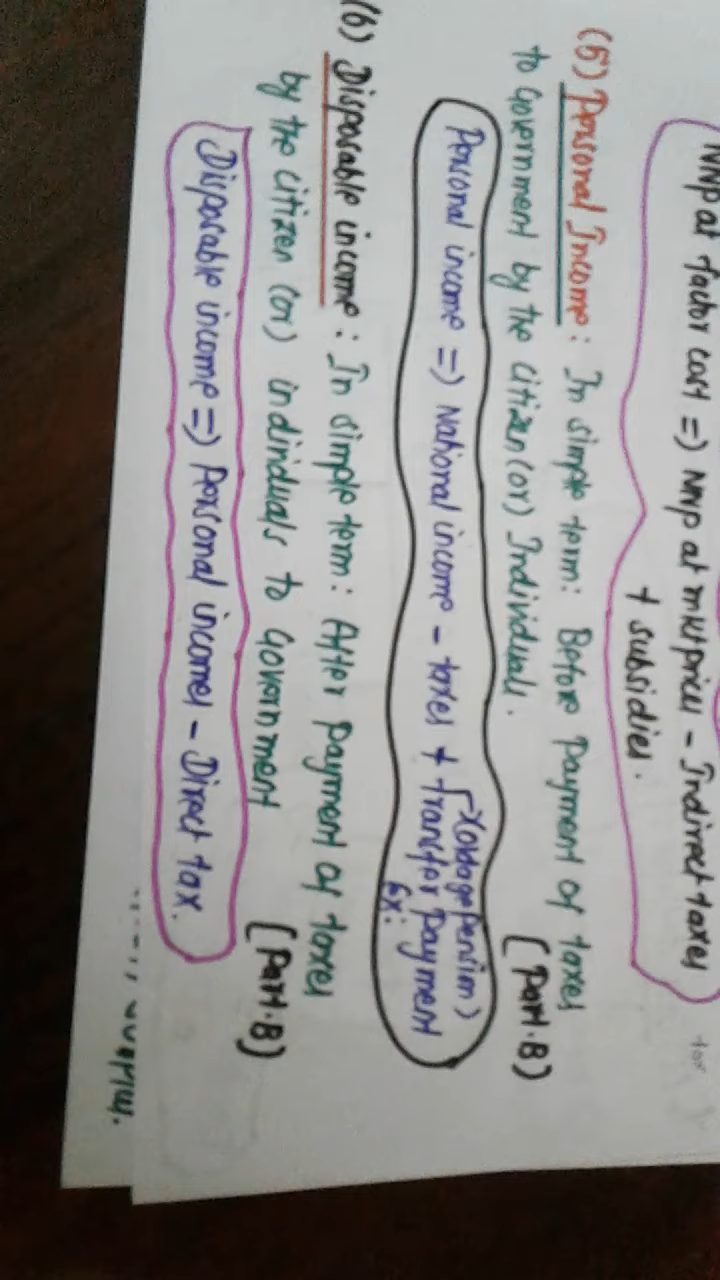 NNP at factor cost => NNP at mkt prices - Indirect taxes
+ subsidies.
(5) Personal Income : In simple term: Before Payment of taxes
to Government by the citizen (or) Individuals. (Part.B)
Personal income => National income - taxes + Transfer Payment
Ex: oldage Pension)
(6) Disposable income : In simple term: After payment of taxes
by the citizen (or) individuals to Government (Part.B)
Disposable income => Personal incomes - Direct tax.